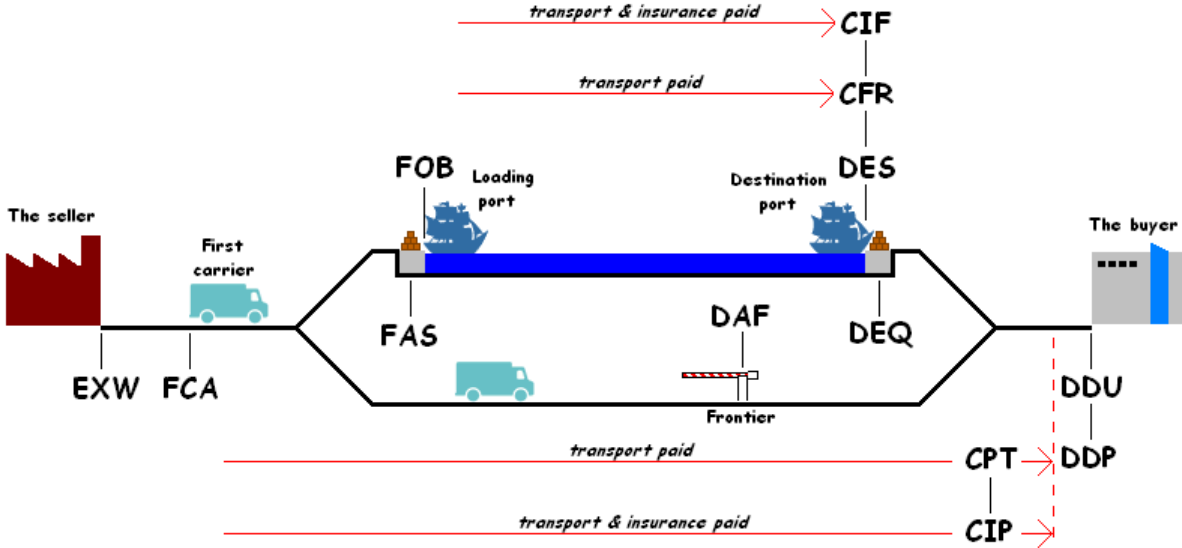 transport & insurance paid
CIF
transport paid
CFR
FOB
Loading
port
Destination
port
DES
The seller
First
carrier
The buyer
FAS
DAF
DEQ
EXW
FCA
Frontier
DDU
transport paid
CPT
DDP
transport & insurance paid
CIP